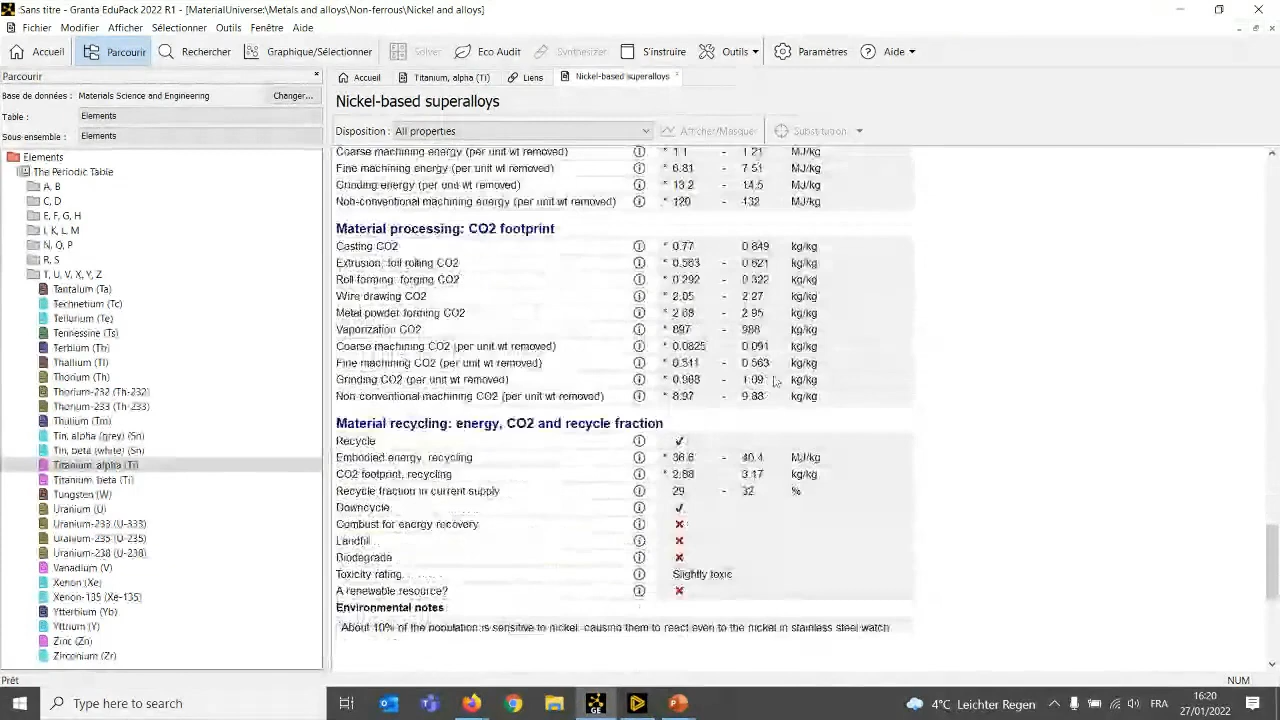 Sans titre - Granta EduPack 2022 R1 - [MaterialUniverse:\Metals and alloys\Non-ferrous\Nickel and alloys]
Fichier Modifier Afficher Sélectionner Outils Fenêtre Aide
Accueil Parcourir Rechercher Graphique/Sélectionner Solver Eco Audit Synthesizer S'instruire Outils Paramètres Aide
Parcourir
Accueil Titanium, alpha (Ti) Liens Nickel-based superalloys
Base de données : Materials Science and Engineering Changer...
Table : Elements
Sous-ensemble : Elements
Nickel-based superalloys
Disposition : All properties Afficher/Masquer Substitution
Elements
The Periodic Table
A, B
C, D
E, F, G, H
I, K, L, M
N, O, P
R, S
T, U, V, X, Y, Z
Tantalum (Ta)
Technetium (Tc)
Tellurium (Te)
Tennessine (Ts)
Terbium (Tb)
Thallium (Tl)
Thorium (Th)
Thorium-232 (Th-232)
Thorium-233 (Th-233)
Thulium (Tm)
Tin, alpha (grey) (Sn)
Tin, beta (white) (Sn)
Titanium, alpha (Ti)
Titanium, beta (Ti)
Tungsten (W)
Uranium (U)
Uranium-233 (U-233)
Uranium-235 (U-235)
Uranium-238 (U-238)
Vanadium (V)
Xenon (Xe)
Xenon-135 (Xe-135)
Ytterbium (Yb)
Yttrium (Y)
Zinc (Zn)
Zirconium (Zr)
Coarse machining energy (per unit wt removed) * 1.1 - 1.21 MJ/kg
Fine machining energy (per unit wt removed) * 6.81 - 7.51 MJ/kg
Grinding energy (per unit wt removed) * 13.2 - 14.5 MJ/kg
Non-conventional machining energy (per unit wt removed) * 120 - 132 MJ/kg
Material processing: CO2 footprint
Casting CO2 * 0.77 - 0.849 kg/kg
Extrusion, foil rolling CO2 * 0.563 - 0.621 kg/kg
Roll forming, forging CO2 * 0.292 - 0.322 kg/kg
Wire drawing CO2 * 2.05 - 2.27 kg/kg
Metal powder forming CO2 * 2.68 - 2.95 kg/kg
Vaporization CO2 * 897 - 988 kg/kg
Coarse machining CO2 (per unit wt removed) * 0.0825 - 0.091 kg/kg
Fine machining CO2 (per unit wt removed) * 0.511 - 0.563 kg/kg
Grinding CO2 (per unit wt removed) * 0.988 - 1.09 kg/kg
Non-conventional machining CO2 (per unit wt removed) * 8.97 - 9.88 kg/kg
Material recycling: energy, CO2 and recycle fraction
Recycle ✓
Embodied energy, recycling * 36.6 - 40.4 MJ/kg
CO2 footprint, recycling * 2.88 - 3.17 kg/kg
Recycle fraction in current supply 29 - 32 %
Downcycle ✓
Combust for energy recovery ✗
Landfill ✗
Biodegrade ✗
Toxicity rating Slightly toxic
A renewable resource? ✗
Environmental notes
About 10% of the population is sensitive to nickel, causing them to react even to the nickel in stainless steel watch
Prêt NUM
Type here to search
4°C Leichter Regen FRA 16:20
27/01/2022